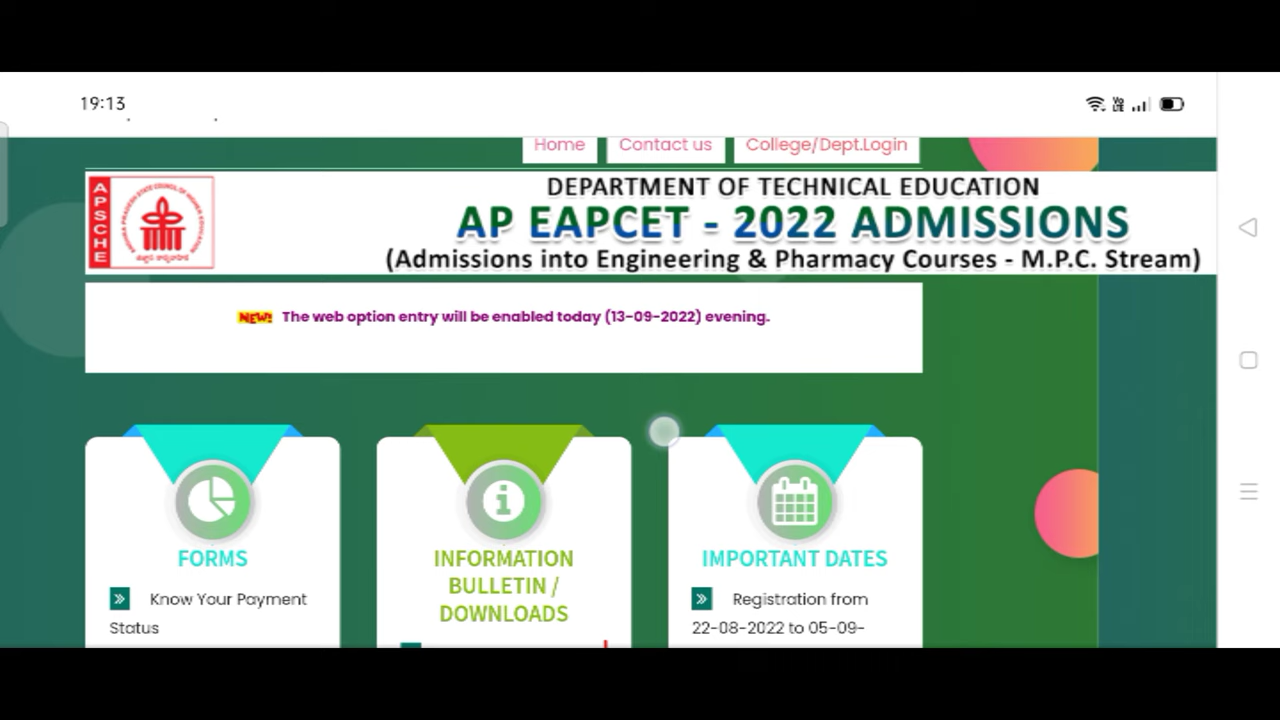 19:13
Home Contact us College/Dept.Login
APSCHE
DEPARTMENT OF TECHNICAL EDUCATION
AP EAPCET - 2022 ADMISSIONS
(Admissions into Engineering & Pharmacy Courses - M.P.C. Stream)
NEW! The web option entry will be enabled today (13-09-2022) evening.
FORMS
Know Your Payment
Status
INFORMATION
BULLETIN /
DOWNLOADS
IMPORTANT DATES
Registration from
22-08-2022 to 05-09-